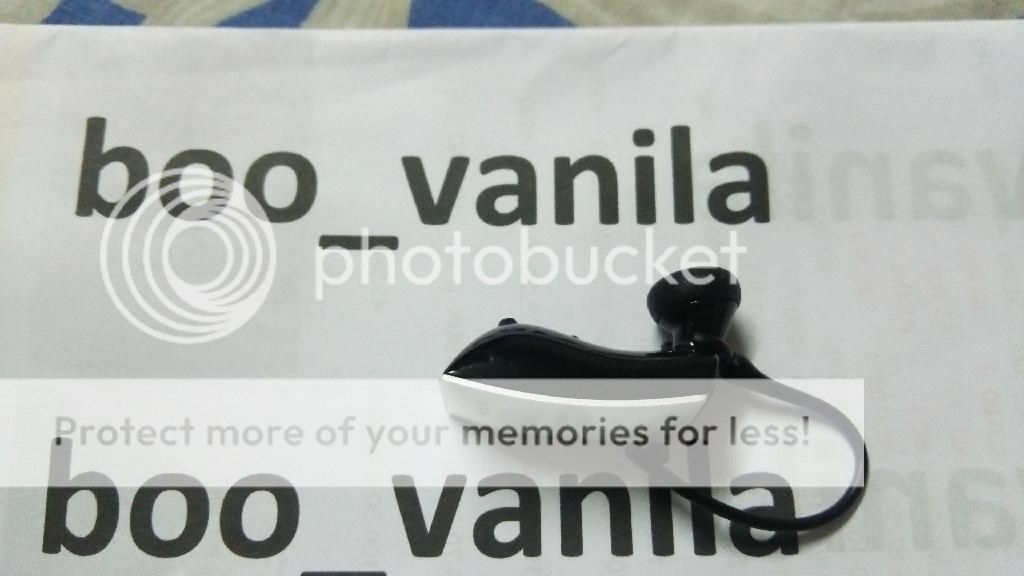 boo_vanila
photobucket
Protect more of your memories for less!
boo_vanila